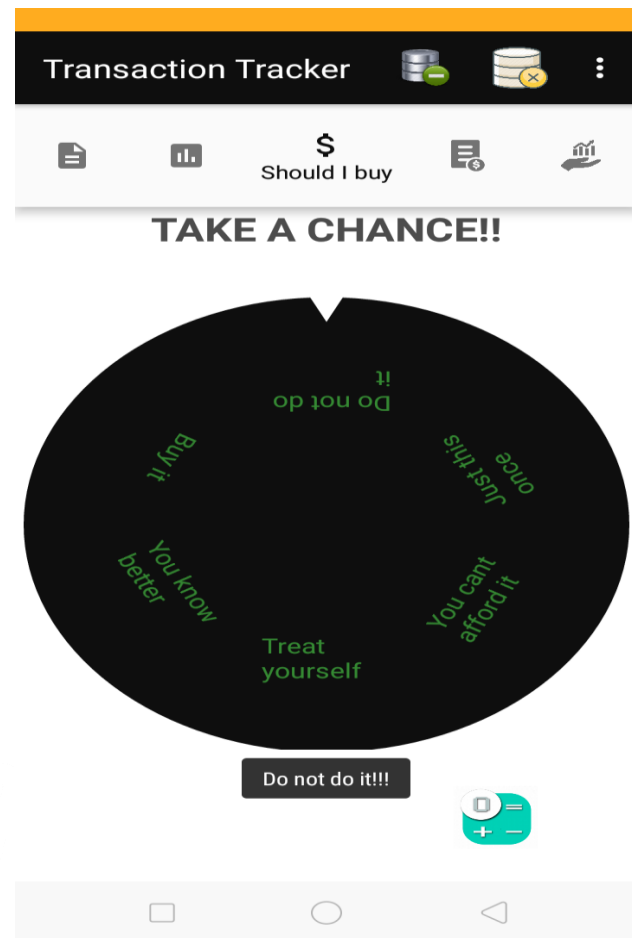 Transaction Tracker
$
Should I buy
TAKE A CHANCE!!
Do not do
it
Buy it
Just this
once
You know
better
You cant
afford it
Treat
yourself
Do not do it!!!